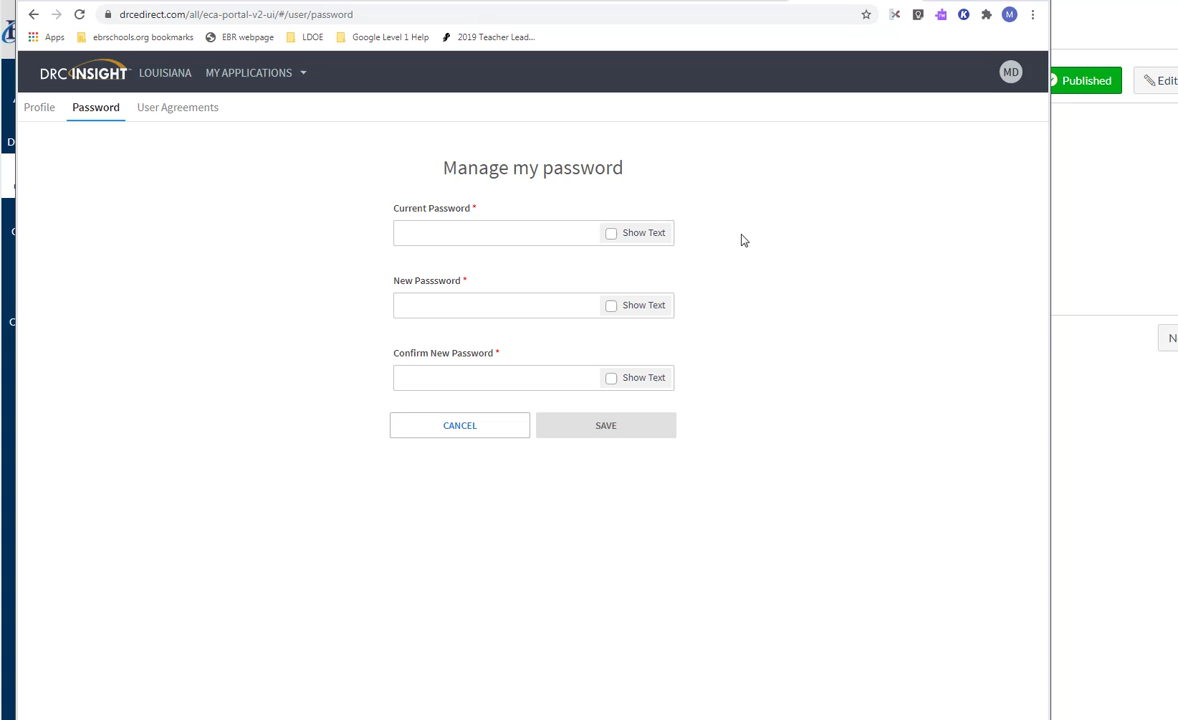 drcedirect.com/all/eca-portal-v2-ui/#/user/password
M
Apps ebrschools.org bookmarks EBR webpage LDOE Google Level 1 Help 2019 Teacher Lead...
DRC INSIGHT LOUISIANA MY APPLICATIONS MD
Published Edit
Profile Password User Agreements
D
Manage my password
Current Password *
Show Text
New Passsword *
Show Text
Confirm New Password *
Show Text
CANCEL SAVE